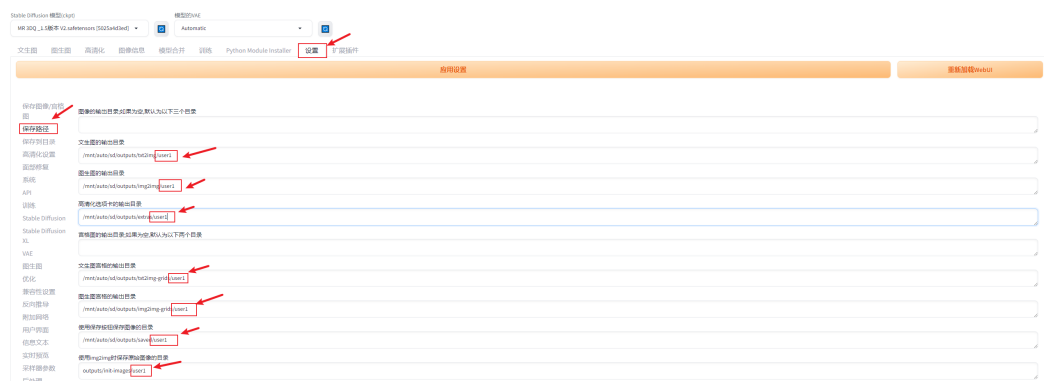 Stable Diffusion 模型(ckpt) 模型的VAE
MR 3DQ _1.5版本 V2.safetensors [5025a4d3ed] Automatic
文生图 图生图 高清化 图像信息 模型合并 训练 Python Module Installer 设置 扩展插件
应用设置 重新加载WebUI
保存图像/宫格图
保存路径
保存到目录
高清化设置
面部修复
系统
API
训练
Stable Diffusion
Stable Diffusion XL
VAE
图生图
优化
兼容性设置
反向推导
附加网络
用户界面
信息文本
实时预览
采样器参数
后处理
图像的输出目录;如果为空,默认为以下三个目录
文生图的输出目录
/mnt/auto/sd/outputs/txt2img/user1
图生图的输出目录
/mnt/auto/sd/outputs/img2img/user1
高清化选项卡的输出目录
/mnt/auto/sd/outputs/extras/user1
宫格图的输出目录;如果为空,默认为以下两个目录
文生图宫格的输出目录
/mnt/auto/sd/outputs/txt2img-grids/user1
图生图宫格的输出目录
/mnt/auto/sd/outputs/img2img-grids/user1
使用保存按钮保存图像的目录
/mnt/auto/sd/outputs/saved/user1
使用img2img时保存原始图像的目录
outputs/init-images/user1